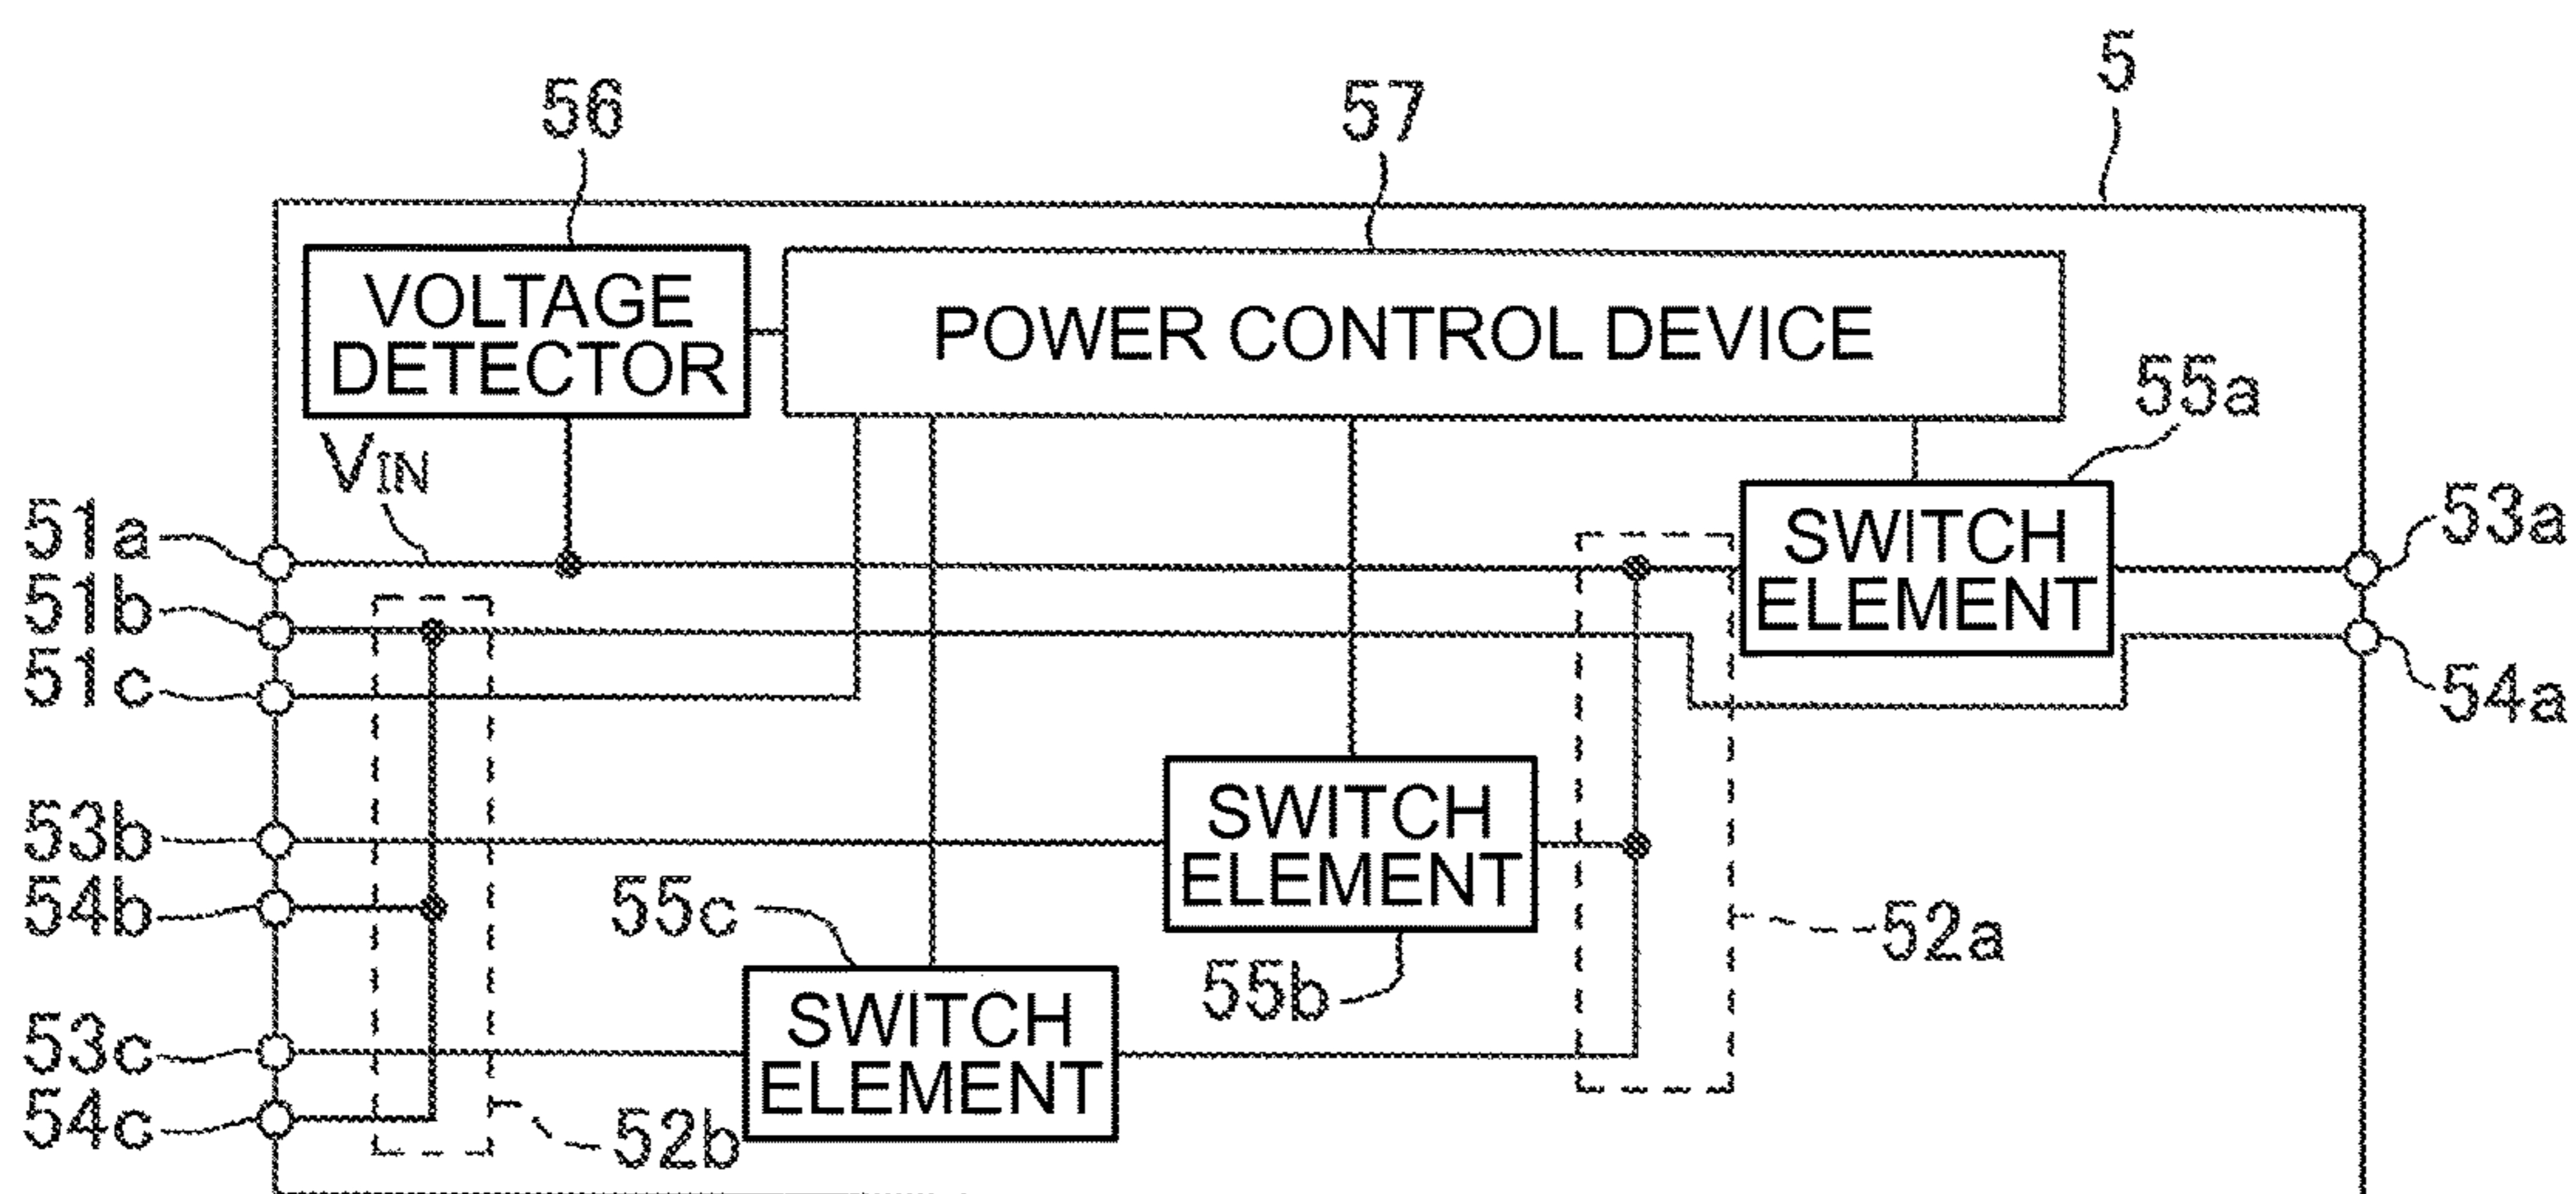 5
56
57
VOLTAGE
DETECTOR
POWER CONTROL DEVICE
55a
VIN
51a
SWITCH
ELEMENT
53a
51b
51c
54a
53b
SWITCH
ELEMENT
54b
55c
52a
55b
53c
SWITCH
ELEMENT
54c
52b